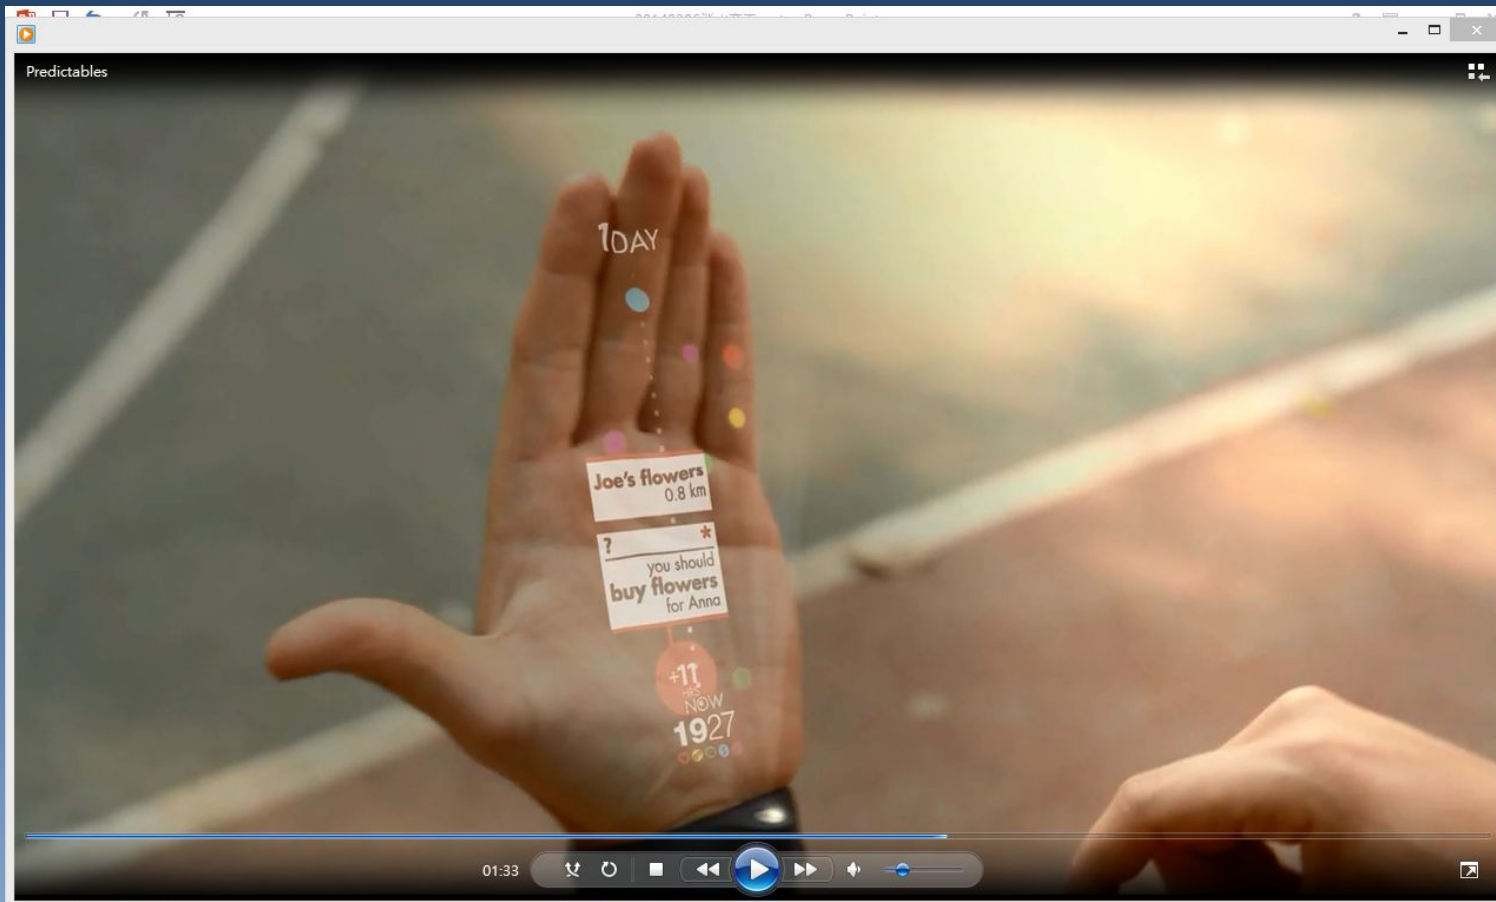 Predictables
1DAY
Joe's flowers
0.8 km
? *
you should
buy flowers
for Anna
+11
HRS
NOW
1927
01:33